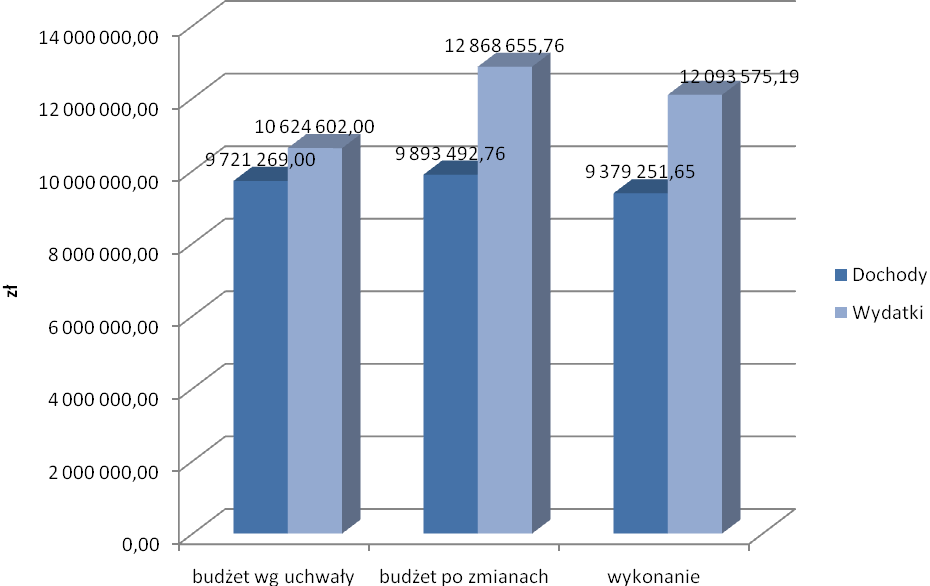 14 000 000,00
12 000 000,00
10 000 000,00
8 000 000,00
6 000 000,00
4 000 000,00
2 000 000,00
0,00
zł
9 721 269,00
10 624 602,00
9 893 492,76
12 868 655,76
9 379 251,65
12 093 575,19
budżet wg uchwały
budżet po zmianach
wykonanie
Dochody
Wydatki